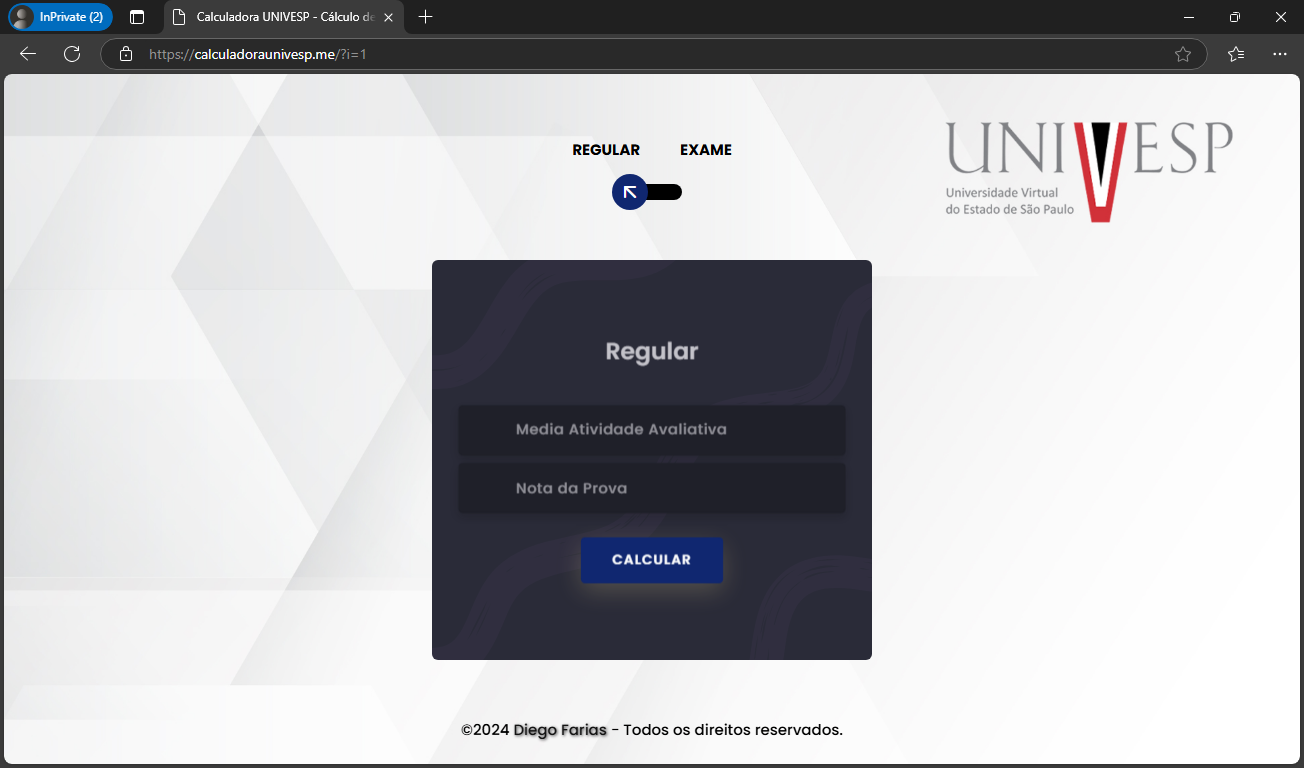 InPrivate (2)
Calculadora UNIVESP - Cálculo de
https://calculadoraunivesp.me/?i=1
REGULAR EXAME
UNIVESP
Universidade Virtual
do Estado de São Paulo
Regular
Media Atividade Avaliativa
Nota da Prova
CALCULAR
©2024 Diego Farias - Todos os direitos reservados.